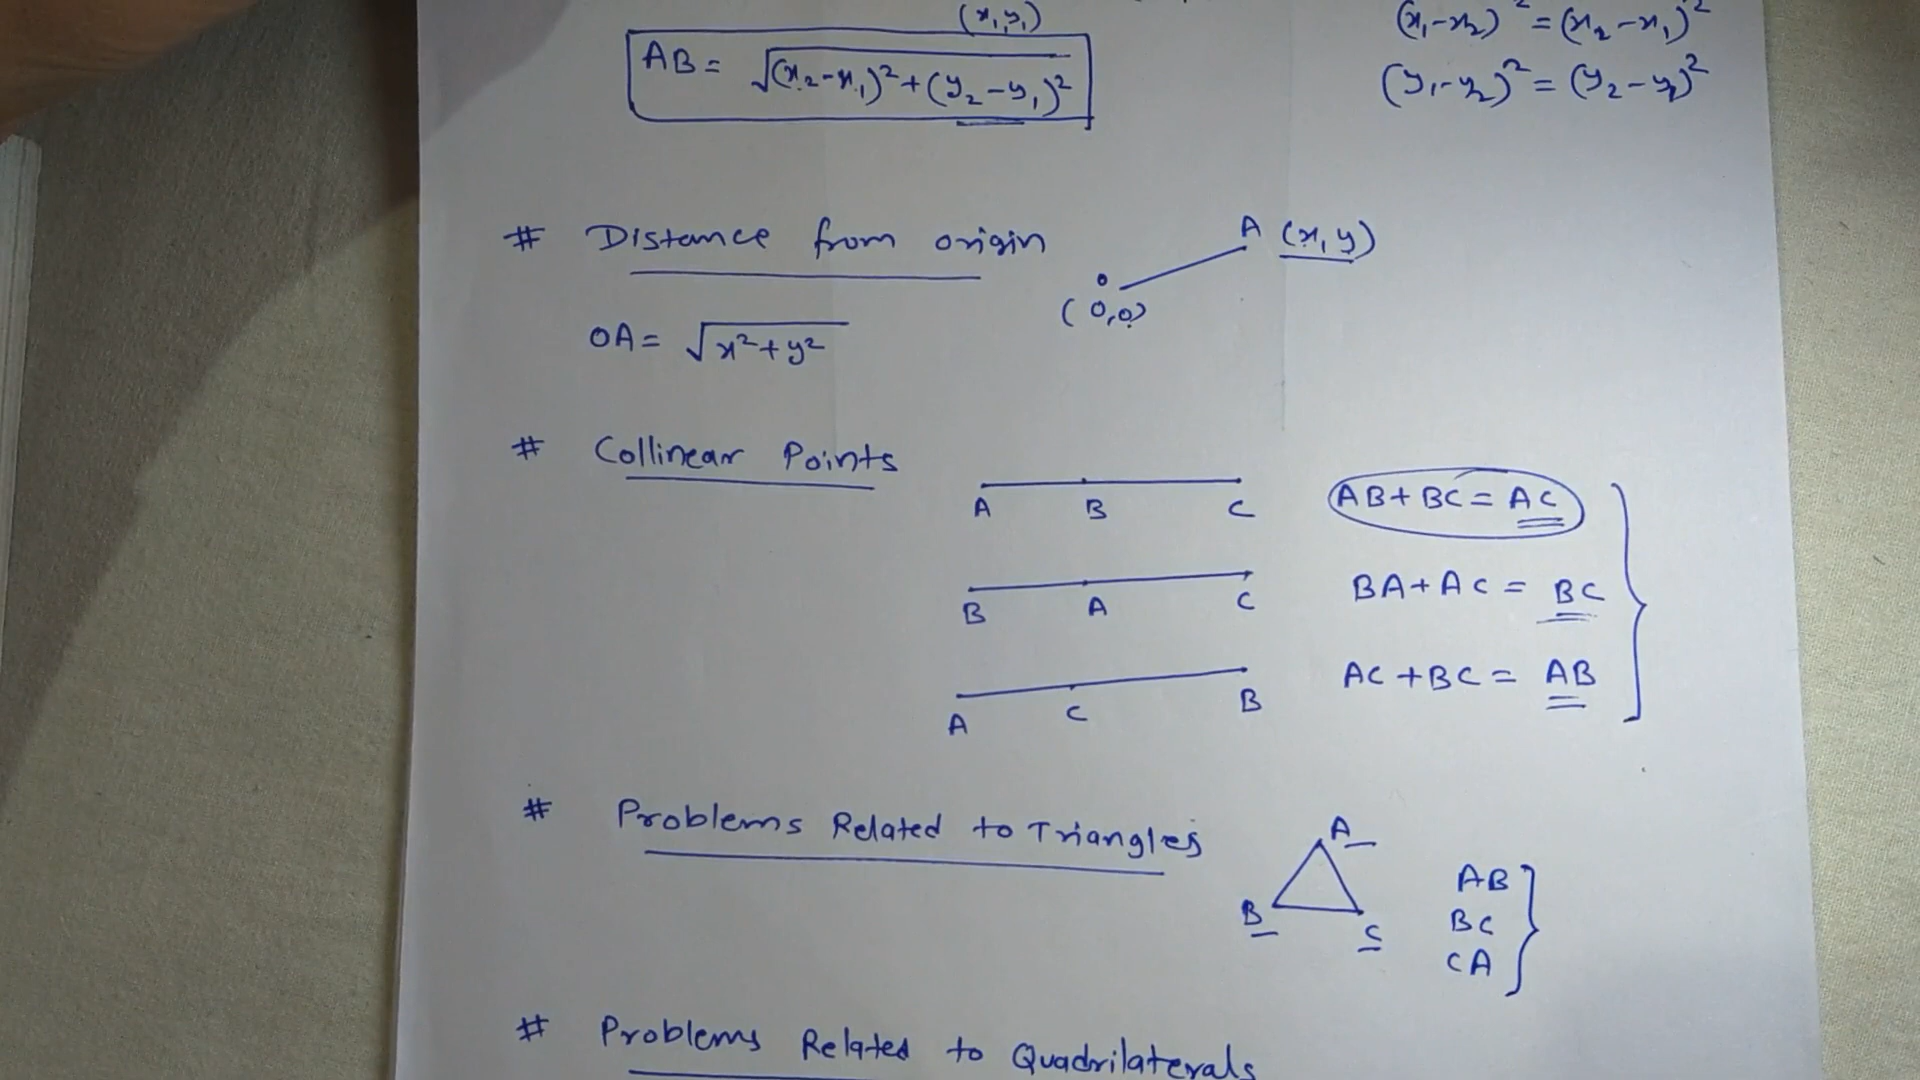 (x₁,y₁)
AB = √(x₂-x₁)²+(y₂-y₁)²
(x₁-x₂)² = (x₂-x₁)²
(y₁-y₂)² = (y₂-y₁)²
# Distance from origin
A (x,y)
O
(0,0)
OA = √x²+y²
# Collinear Points
A B C AB+BC = AC
B A C BA+AC = BC
A C B AC+BC = AB
# Problems Related to Triangles
A
B C
AB
BC
CA
# Problems Related to Quadrilaterals